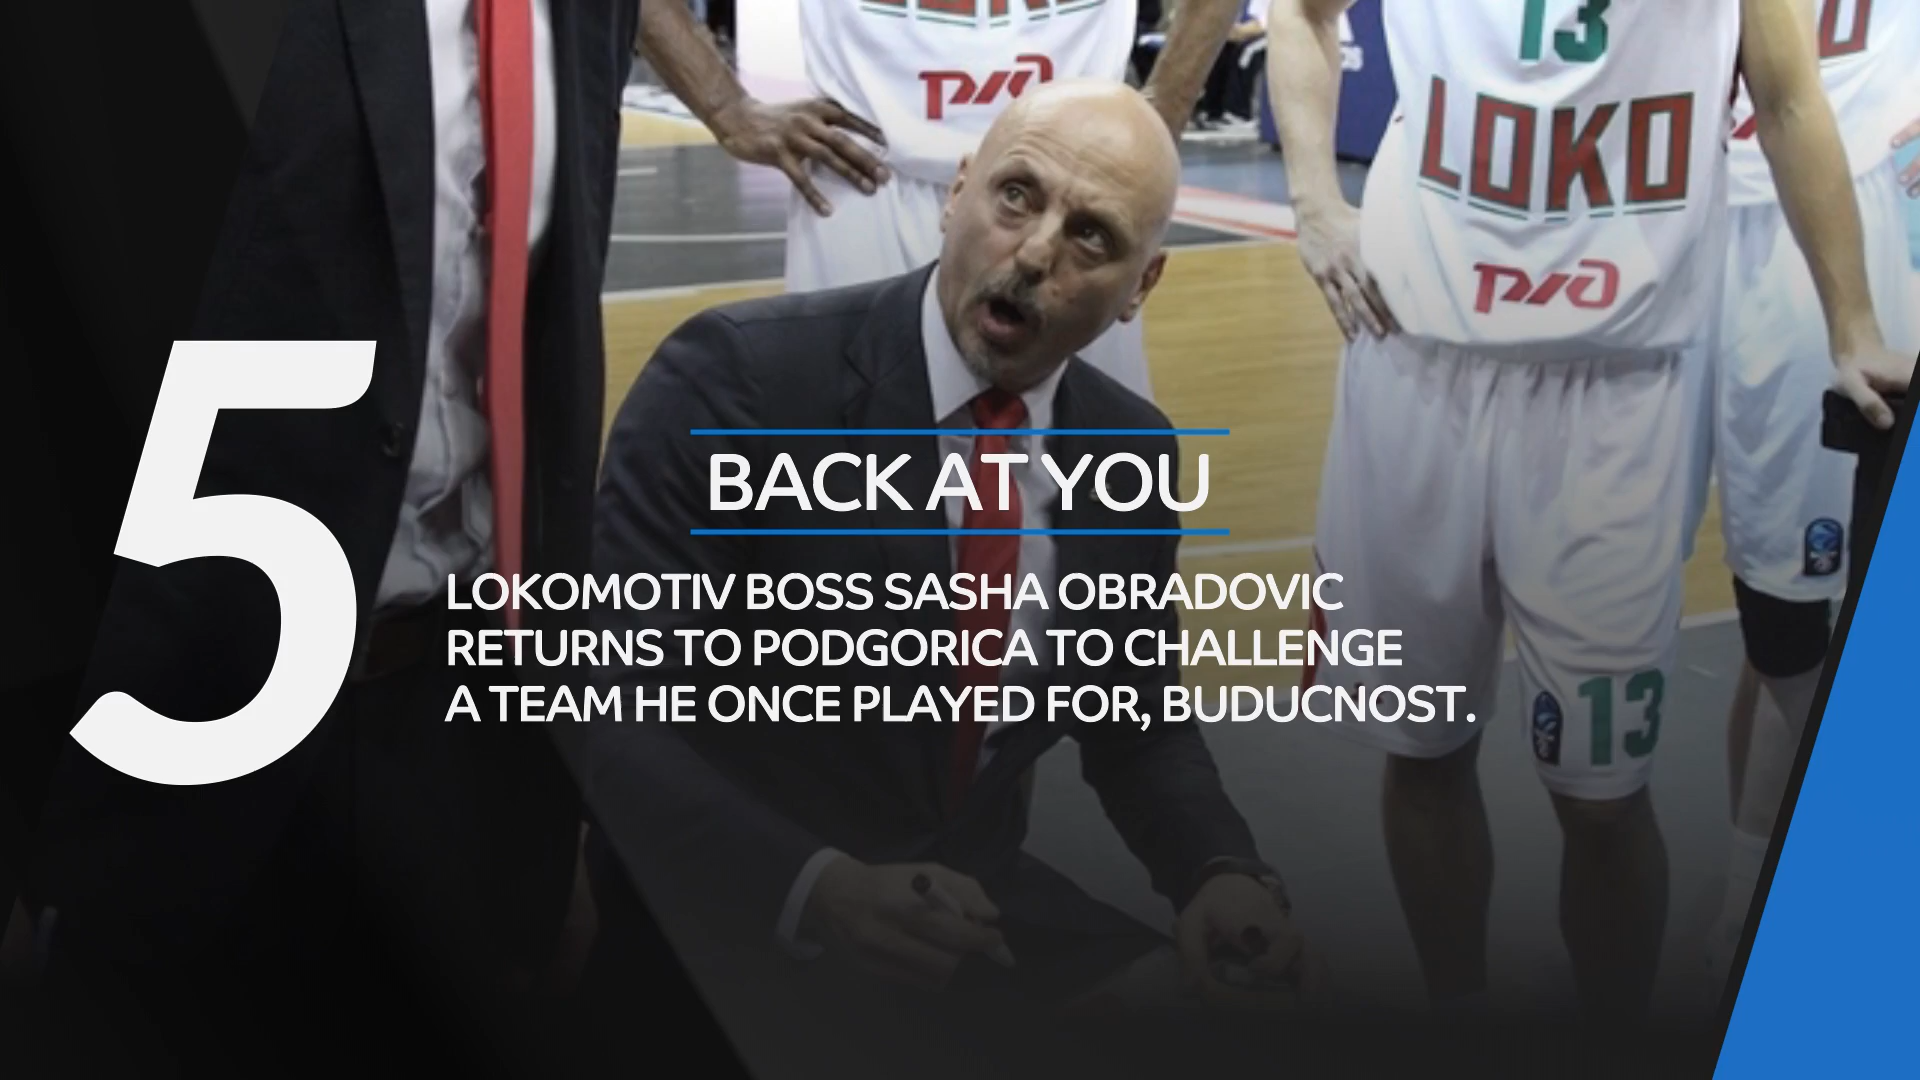 13
LOKO
РЖД
LOKO
РЖД
5
BACK AT YOU
LOKOMOTIV BOSS SASHA OBRADOVIC
RETURNS TO PODGORICA TO CHALLENGE
A TEAM HE ONCE PLAYED FOR, BUDUCNOST.
13